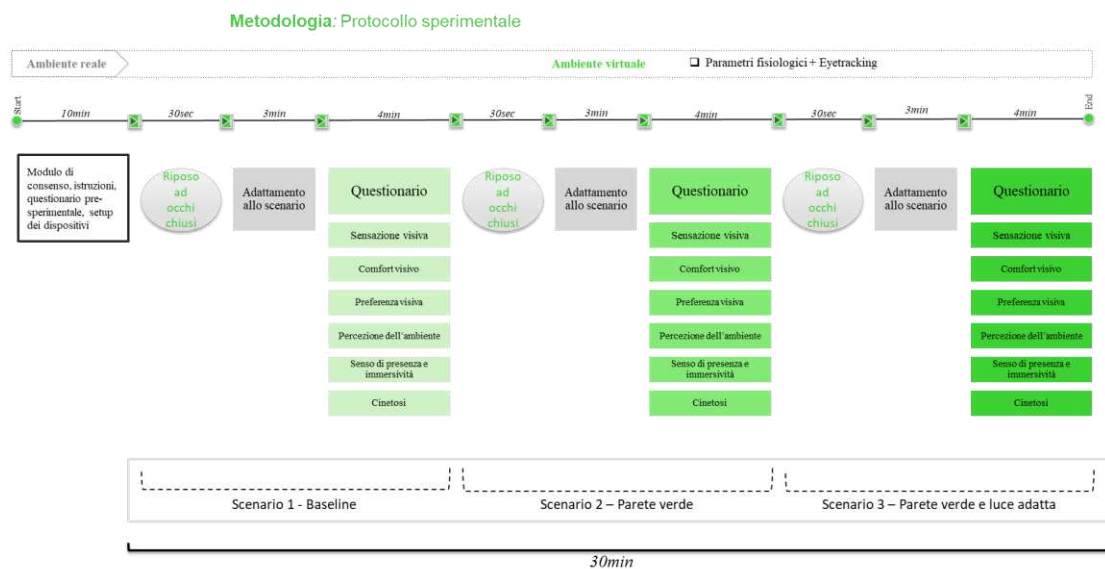 Metodologia: Protocollo sperimentale
Ambiente reale
Ambiente virtuale
Parametri fisiologici + Eyetracking
Start
10min
30sec
3min
4min
30sec
3min
4min
30sec
3min
4min
End
Modulo di
consenso, istruzioni,
questionario pre-
sperimentale, setup
dei dispositivi
Riposo
ad
occhi
chiusi
Adattamento
allo scenario
Questionario
Sensazione visiva
Comfort visivo
Preferenza visiva
Percezione dell'ambiente
Senso di presenza e
immersività
Cinetosi
Riposo
ad
occhi
chiusi
Adattamento
allo scenario
Questionario
Sensazione visiva
Comfort visivo
Preferenza visiva
Percezione dell'ambiente
Senso di presenza e
immersività
Cinetosi
Riposo
ad
occhi
chiusi
Adattamento
allo scenario
Questionario
Sensazione visiva
Comfort visivo
Preferenza visiva
Percezione dell'ambiente
Senso di presenza e
immersività
Cinetosi
Scenario 1 - Baseline
Scenario 2 – Parete verde
Scenario 3 – Parete verde e luce adatta
30min